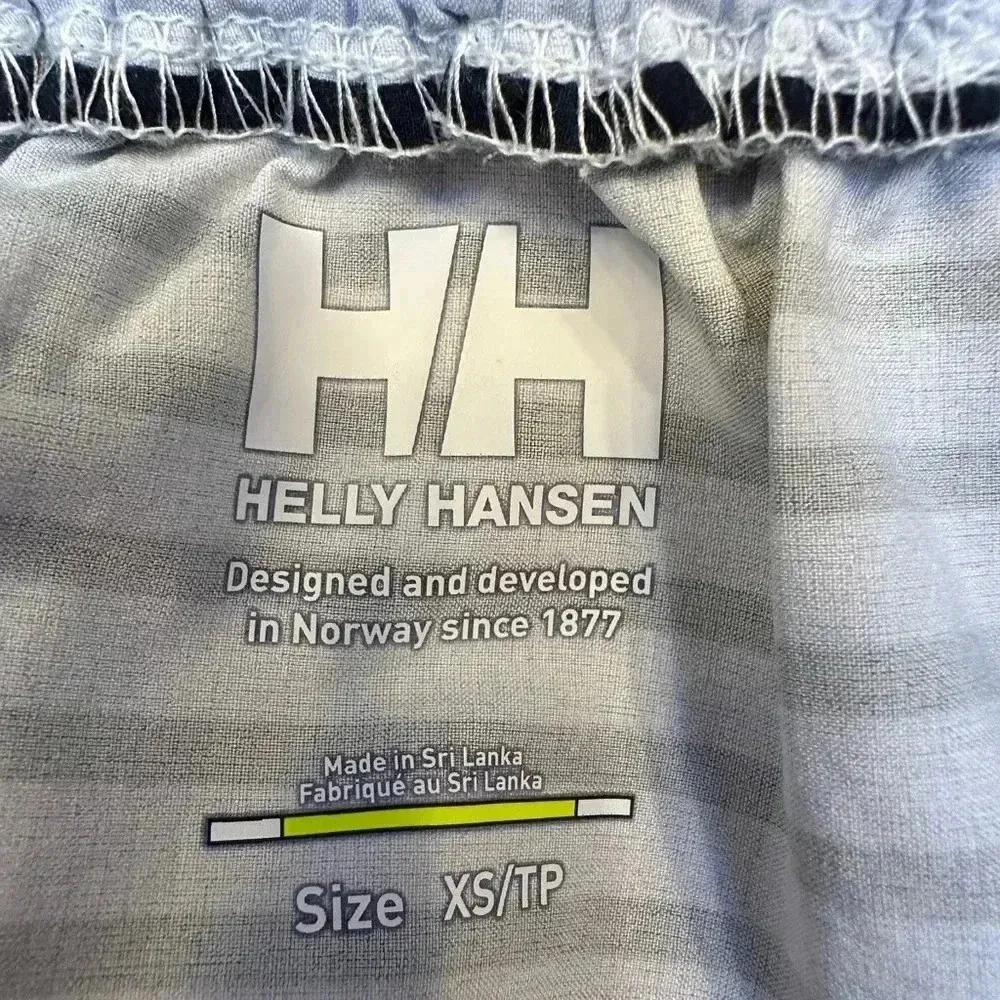 HH
HELLY HANSEN
Designed and developed
in Norway since 1877
Made in Sri Lanka
Fabriqué au Sri Lanka
Size XS/TP